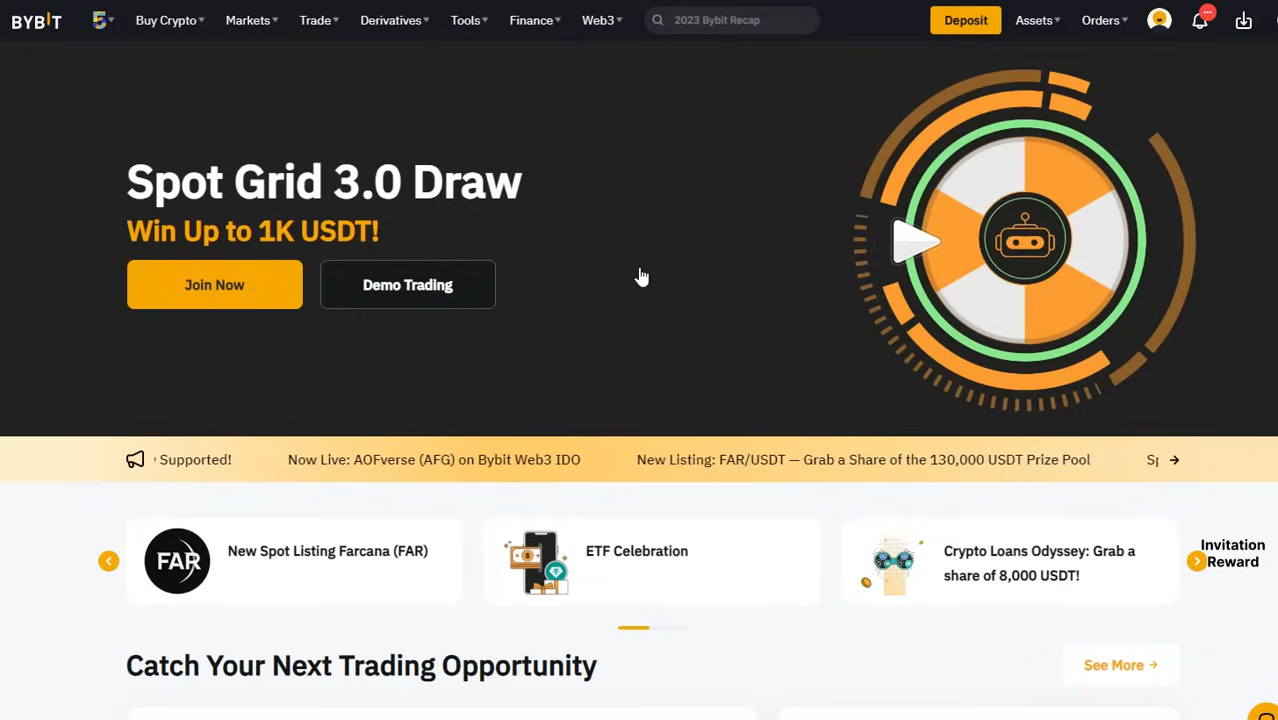 BYBIT
Buy Crypto
Markets
Trade
Derivatives
Tools
Finance
Web3
2023 Bybit Recap
Deposit
Assets
Orders
Spot Grid 3.0 Draw
Win Up to 1K USDT!
Join Now
Demo Trading
Supported!
Now Live: AOFverse (AFG) on Bybit Web3 IDO
New Listing: FAR/USDT — Grab a Share of the 130,000 USDT Prize Pool
FAR
New Spot Listing Farcana (FAR)
ETF Celebration
Crypto Loans Odyssey: Grab a
share of 8,000 USDT!
Invitation
Reward
Catch Your Next Trading Opportunity
See More